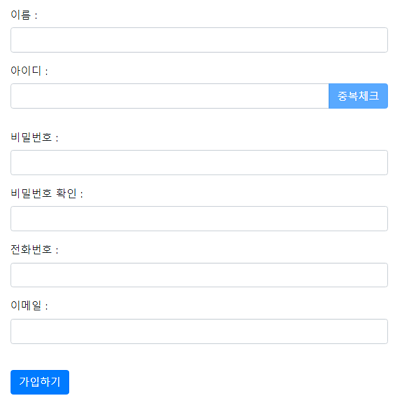 이름 :
아이디 :
중복체크
비밀번호 :
비밀번호 확인 :
전화번호 :
이메일 :
가입하기